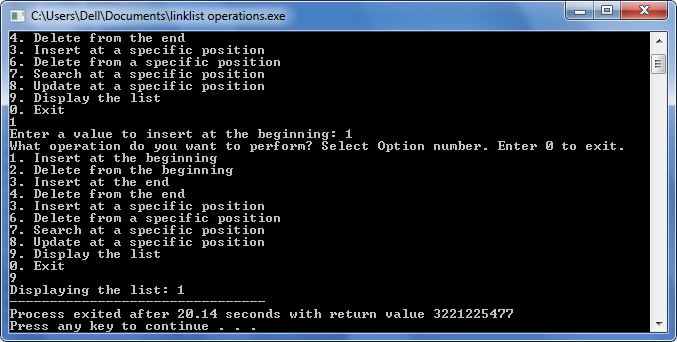 C:\Users\Dell\Documents\linklist operations.exe
4. Delete from the end
3. Insert at a specific position
6. Delete from a specific position
7. Search at a specific position
8. Update at a specific position
9. Display the list
0. Exit
1
Enter a value to insert at the beginning: 1
What operation do you want to perform? Select Option number. Enter 0 to exit.
1. Insert at the beginning
2. Delete from the beginning
3. Insert at the end
4. Delete from the end
3. Insert at a specific position
6. Delete from a specific position
7. Search at a specific position
8. Update at a specific position
9. Display the list
0. Exit
9
Displaying the list: 1
--------------------------------
Process exited after 20.14 seconds with return value 3221225477
Press any key to continue . . .